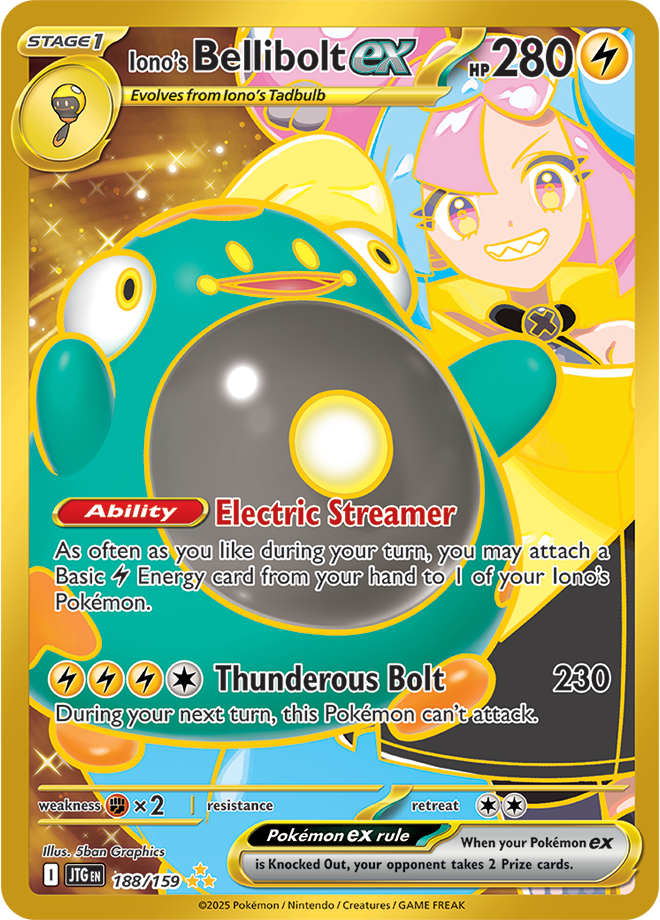 STAGE 1
Iono's Bellibolt ex
HP 280
Evolves from Iono's Tadbulb
Ability Electric Streamer
As often as you like during your turn, you may attach a
Basic Energy card from your hand to 1 of your Iono's
Pokémon.
Thunderous Bolt 230
During your next turn, this Pokémon can't attack.
weakness ×2 resistance retreat
Pokémon ex rule When your Pokémon ex
is Knocked Out, your opponent takes 2 Prize cards.
Illus. 5ban Graphics
I JTG EN 188/159
©2025 Pokémon / Nintendo / Creatures / GAME FREAK